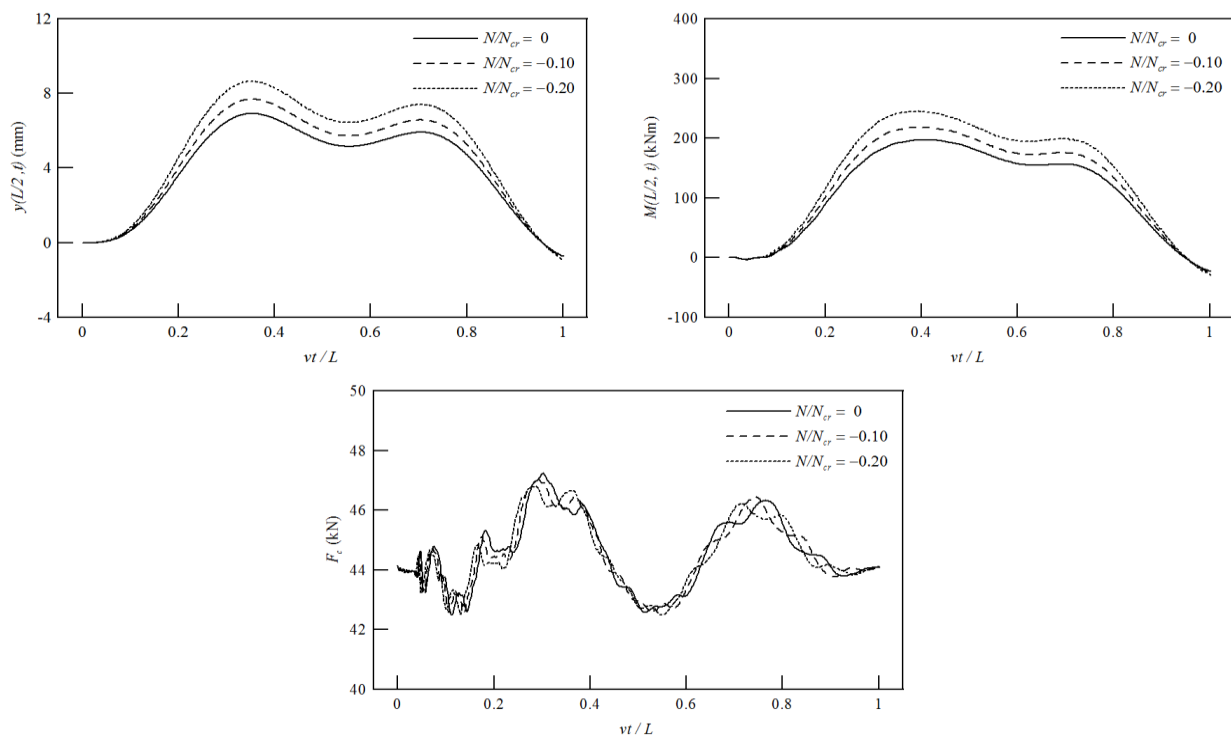 12
8
4
0
-4
y(L/2 ,t) (mm)
N/Ncr = 0
N/Ncr = −0.10
N/Ncr = −0.20
0 0.2 0.4 0.6 0.8 1
vt / L
400
300
200
100
0
-100
M(L/2, t) (kNm)
N/Ncr = 0
N/Ncr = −0.10
N/Ncr = −0.20
0 0.2 0.4 0.6 0.8 1
vt / L
50
48
46
44
42
40
Fc (kN)
N/Ncr = 0
N/Ncr = −0.10
N/Ncr = −0.20
0 0.2 0.4 0.6 0.8 1
vt / L